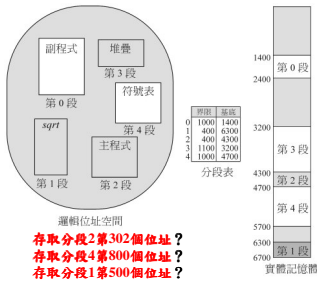 副程式
第 0 段
堆疊
第 3 段
符號表
第 4 段
sqrt
第 1 段
主程式
第 2 段
邏輯位址空間
界限 基底
0 1000 1400
1 400 6300
2 400 4300
3 1100 3200
4 1000 4700
分段表
1400
第 0 段
2400
3200
第 3 段
4300
第 2 段
4700
第 4 段
5700
6300
第 1 段
6700
實體記憶體
存取分段2第302個位址?
存取分段4第800個位址?
存取分段1第500個位址?